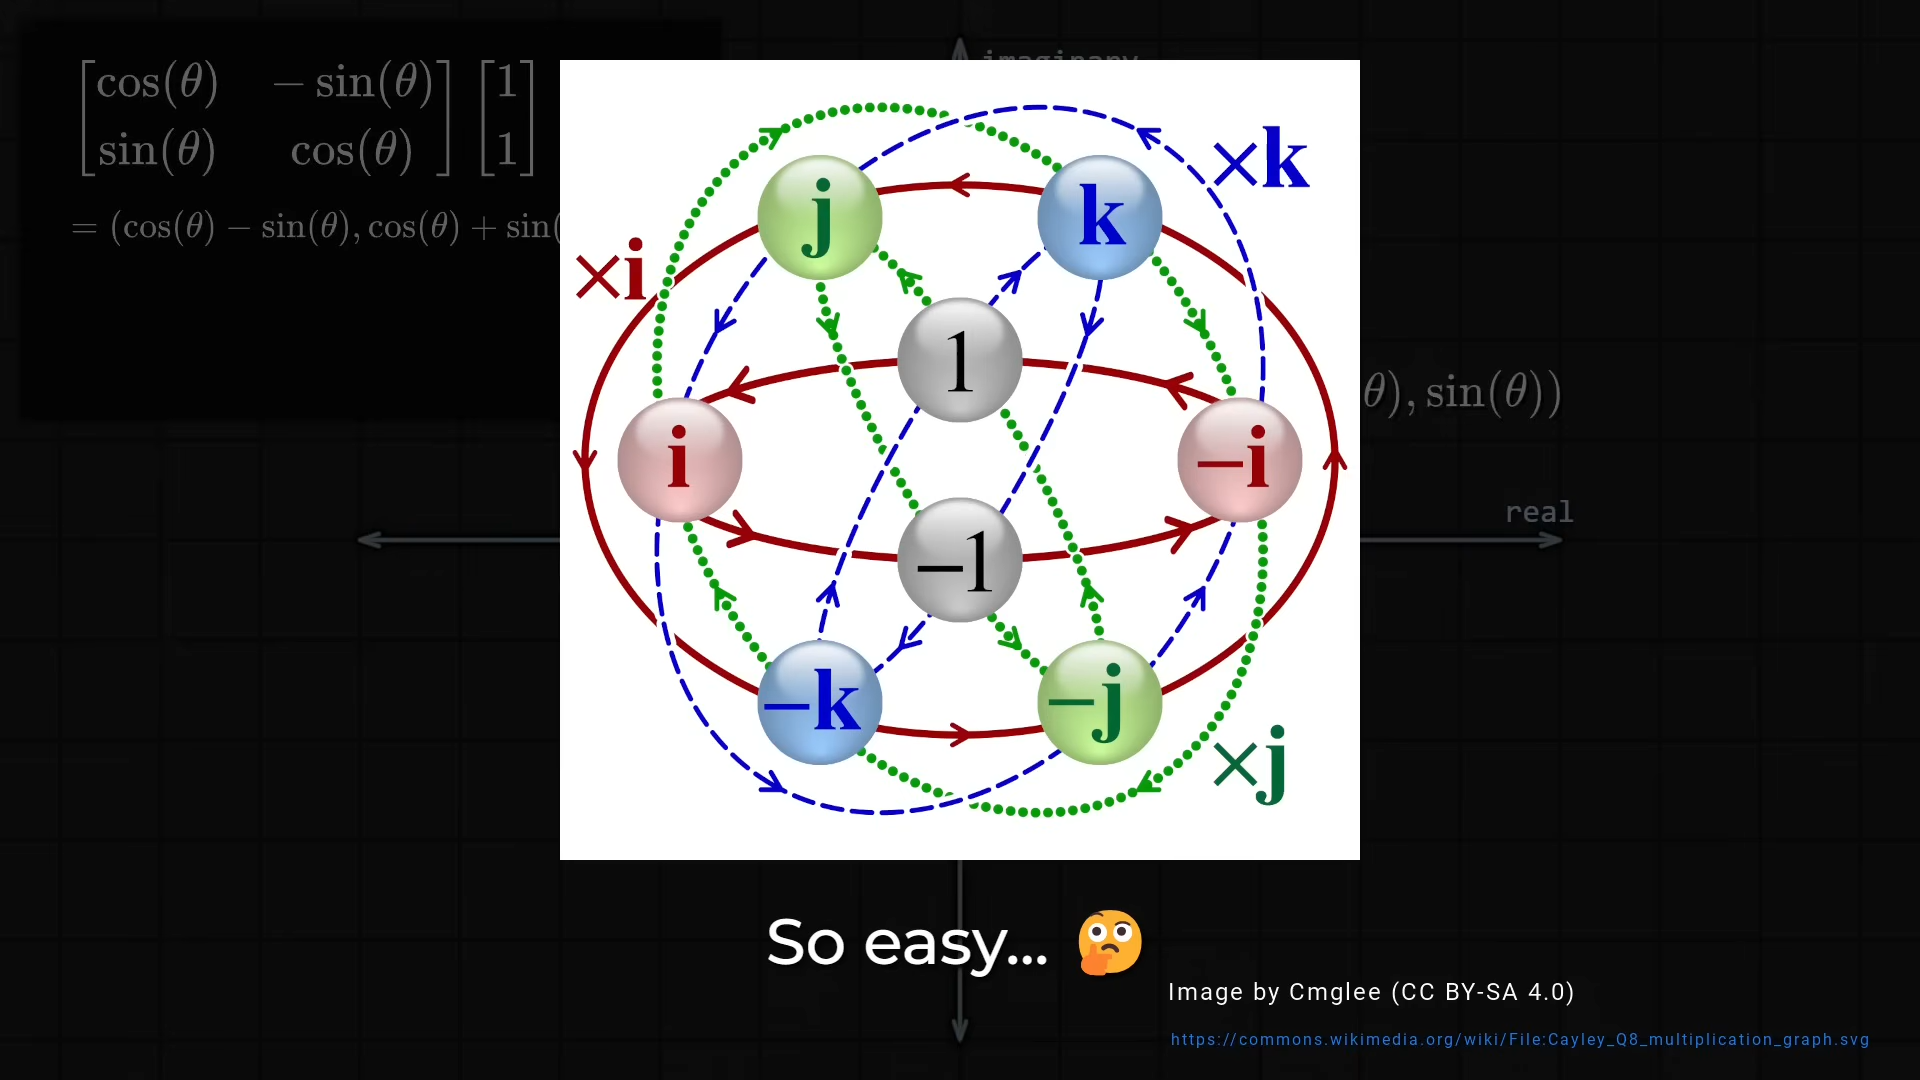 [cos(θ) − sin(θ)] [1]
[sin(θ) cos(θ)] [1]
= (cos(θ) − sin(θ), cos(θ) + sin(
imaginary
×k
j
k
×i
1
θ), sin(θ))
i
−i
real
−1
−k
−j
×j
So easy... 🤔
Image by Cmglee (CC BY-SA 4.0)
https://commons.wikimedia.org/wiki/File:Cayley_Q8_multiplication_graph.svg